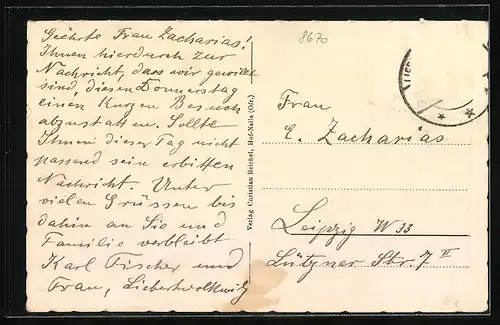 Geehrte Frau Zacharias!
Ihnen hierdurch zur
Nachricht, dass wir gewillt
sind, diesen Donnerstag
einen kurzen Besuch
abzustatten. Sollte
Ihnen dieser Tag nicht
passend sein erbitten
Nachricht. Unter
vielen Grüssen bis
dahin an Sie und
Familie verbleibt
Karl Fischer und
Frau, Liebertwolkwitz
Verlag Christian Reichel, Hof-Naila (Ofr.)
8670
Frau
E. Zacharias
Leipzig W 33
Lützner Str. 7 II